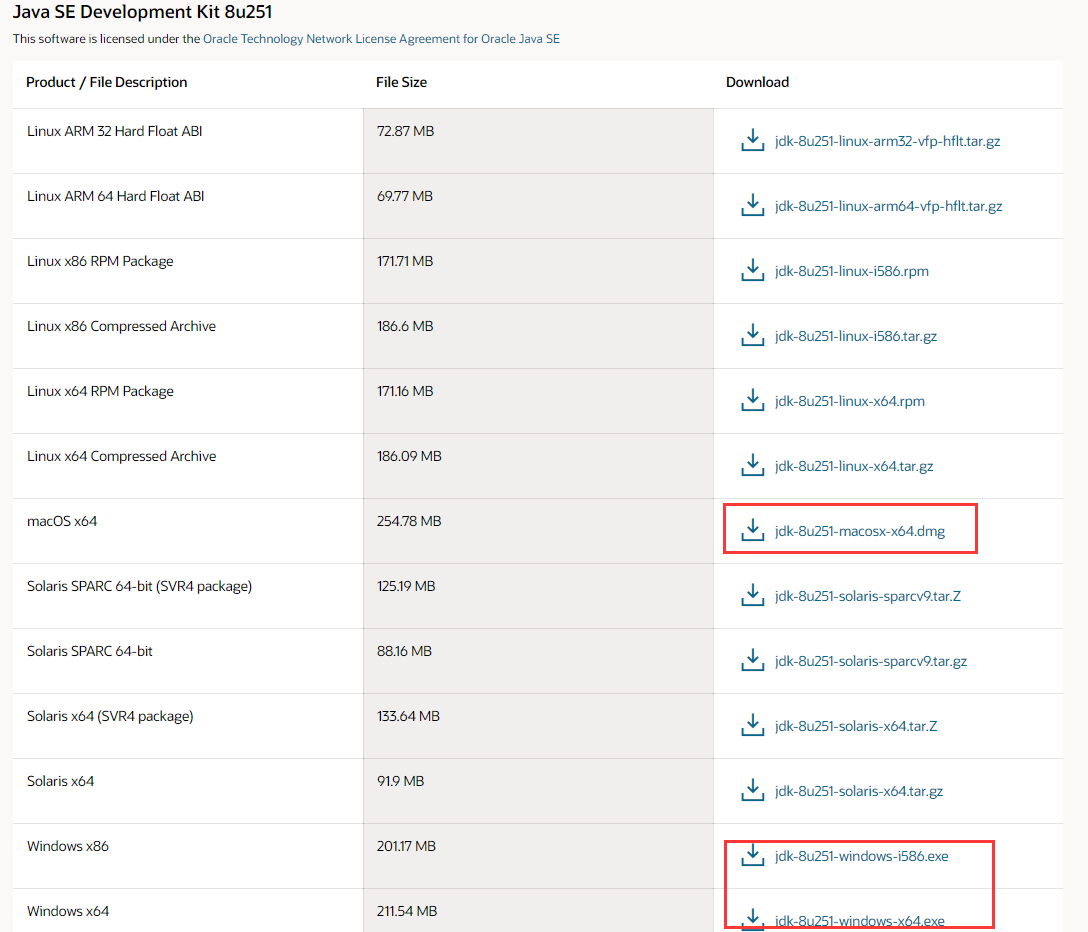 Java SE Development Kit 8u251
This software is licensed under the Oracle Technology Network License Agreement for Oracle Java SE
Product / File Description File Size Download
Linux ARM 32 Hard Float ABI 72.87 MB jdk-8u251-linux-arm32-vfp-hflt.tar.gz
Linux ARM 64 Hard Float ABI 69.77 MB jdk-8u251-linux-arm64-vfp-hflt.tar.gz
Linux x86 RPM Package 171.71 MB jdk-8u251-linux-i586.rpm
Linux x86 Compressed Archive 186.6 MB jdk-8u251-linux-i586.tar.gz
Linux x64 RPM Package 171.16 MB jdk-8u251-linux-x64.rpm
Linux x64 Compressed Archive 186.09 MB jdk-8u251-linux-x64.tar.gz
macOS x64 254.78 MB jdk-8u251-macosx-x64.dmg
Solaris SPARC 64-bit (SVR4 package) 125.19 MB jdk-8u251-solaris-sparcv9.tar.Z
Solaris SPARC 64-bit 88.16 MB jdk-8u251-solaris-sparcv9.tar.gz
Solaris x64 (SVR4 package) 133.64 MB jdk-8u251-solaris-x64.tar.Z
Solaris x64 91.9 MB jdk-8u251-solaris-x64.tar.gz
Windows x86 201.17 MB jdk-8u251-windows-i586.exe
Windows x64 211.54 MB jdk-8u251-windows-x64.exe